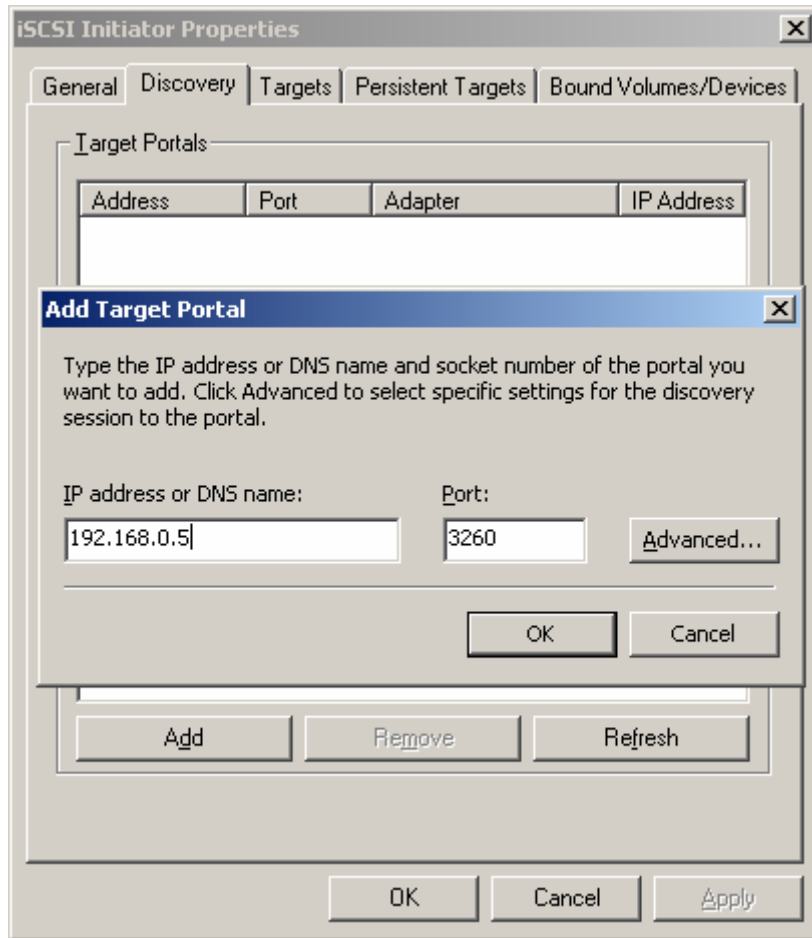 iSCSI Initiator Properties
General Discovery Targets Persistent Targets Bound Volumes/Devices
Target Portals
Address Port Adapter IP Address
Add Target Portal
Type the IP address or DNS name and socket number of the portal you
want to add. Click Advanced to select specific settings for the discovery
session to the portal.
IP address or DNS name: Port:
192.168.0.5 3260 Advanced...
OK Cancel
Add Remove Refresh
OK Cancel Apply